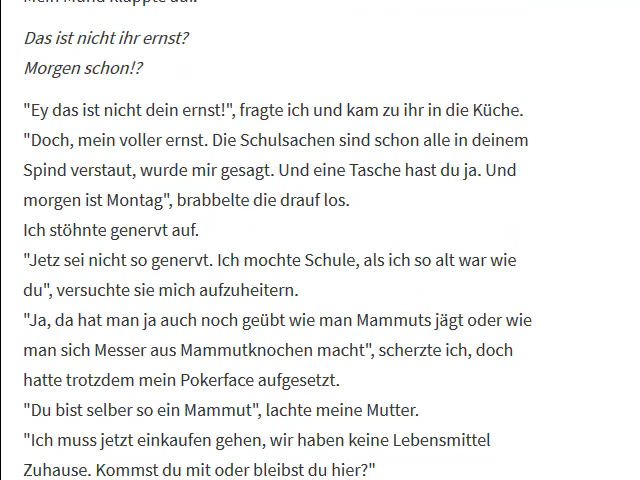 Mein Mund klappte auf.
Das ist nicht ihr ernst?
Morgen schon!?
"Ey das ist nicht dein ernst!", fragte ich und kam zu ihr in die Küche.
"Doch, mein voller ernst. Die Schulsachen sind schon alle in deinem
Spind verstaut, wurde mir gesagt. Und eine Tasche hast du ja. Und
morgen ist Montag", brabbelte die drauf los.
Ich stöhnte genervt auf.
"Jetz sei nicht so genervt. Ich mochte Schule, als ich so alt war wie
du", versuchte sie mich aufzuheitern.
"Ja, da hat man ja auch noch geübt wie man Mammuts jägt oder wie
man sich Messer aus Mammutknochen macht", scherzte ich, doch
hatte trotzdem mein Pokerface aufgesetzt.
"Du bist selber so ein Mammut", lachte meine Mutter.
"Ich muss jetzt einkaufen gehen, wir haben keine Lebensmittel
Zuhause. Kommst du mit oder bleibst du hier?"